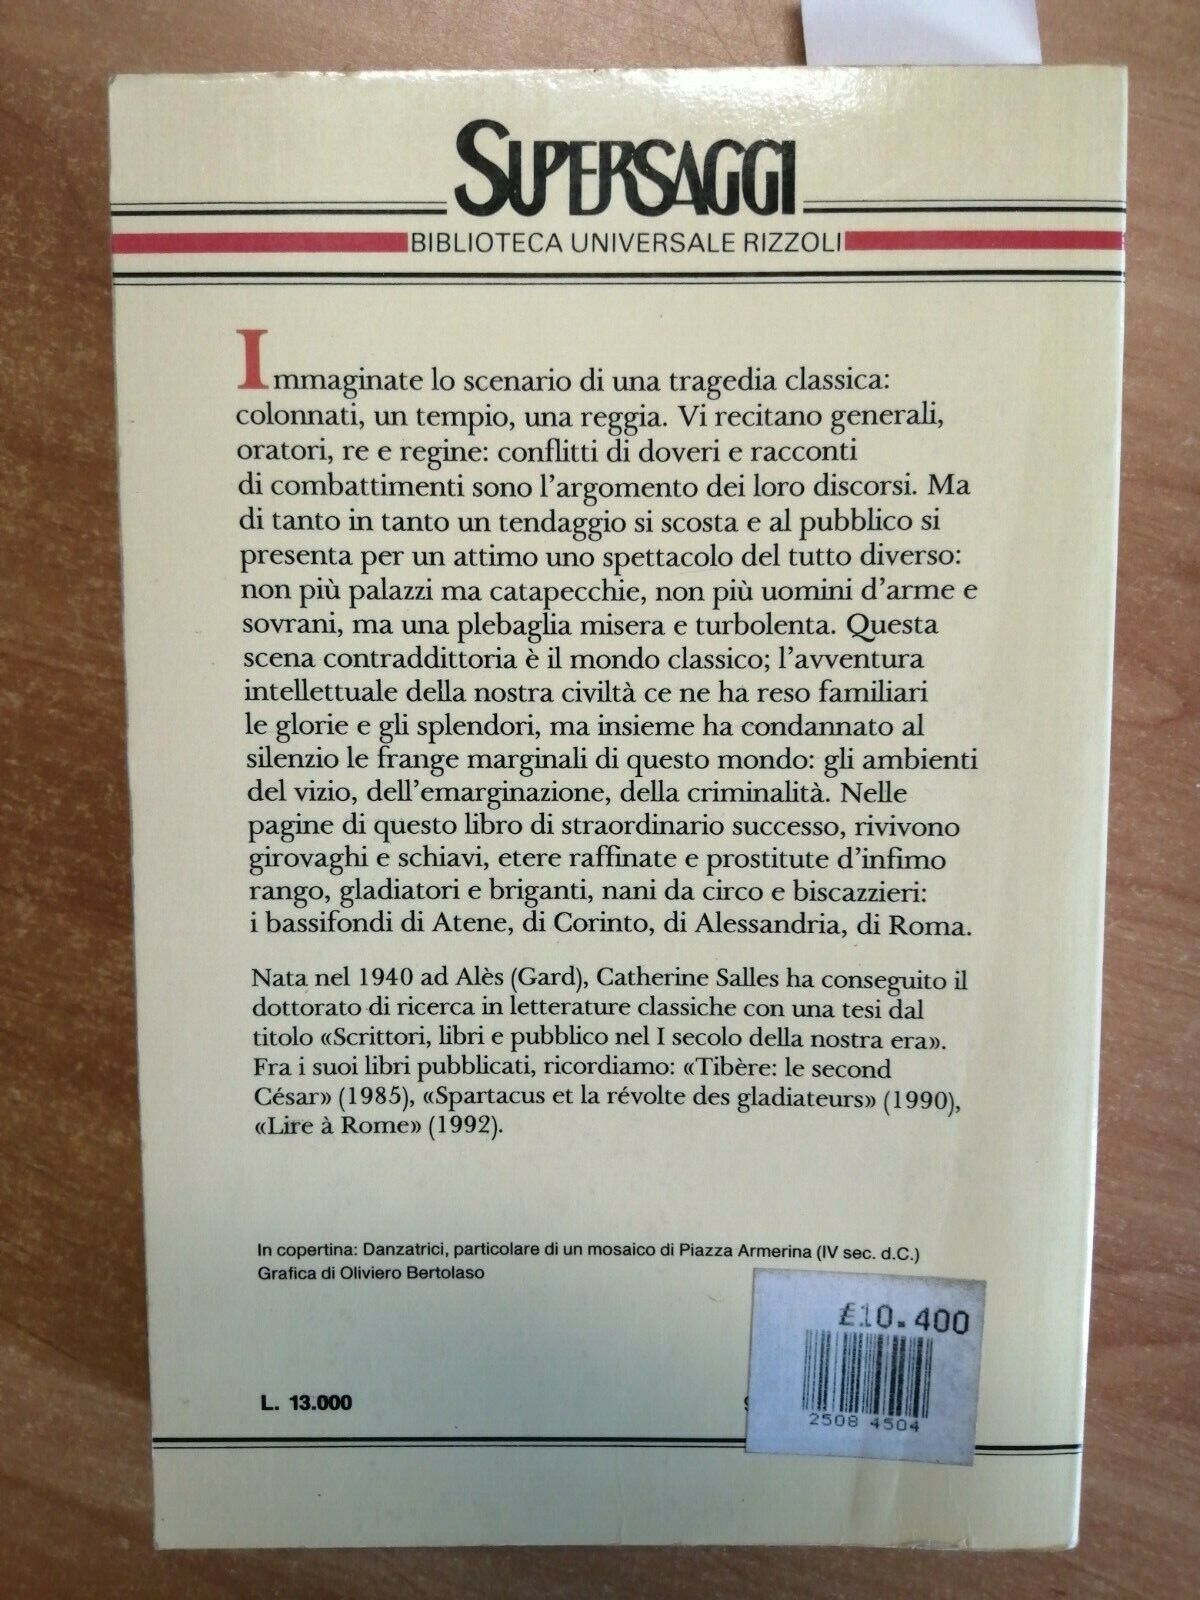 SUPERSAGGI
BIBLIOTECA UNIVERSALE RIZZOLI
Immaginate lo scenario di una tragedia classica:
colonnati, un tempio, una reggia. Vi recitano generali,
oratori, re e regine: conflitti di doveri e racconti
di combattimenti sono l'argomento dei loro discorsi. Ma
di tanto in tanto un tendaggio si scosta e al pubblico si
presenta per un attimo uno spettacolo del tutto diverso:
non più palazzi ma catapecchie, non più uomini d'arme e
sovrani, ma una plebaglia misera e turbolenta. Questa
scena contraddittoria è il mondo classico; l'avventura
intellettuale della nostra civiltà ce ne ha reso familiari
le glorie e gli splendori, ma insieme ha condannato al
silenzio le frange marginali di questo mondo: gli ambienti
del vizio, dell'emarginazione, della criminalità. Nelle
pagine di questo libro di straordinario successo, rivivono
girovaghi e schiavi, etere raffinate e prostitute d'infimo
rango, gladiatori e briganti, nani da circo e biscazzieri:
i bassifondi di Atene, di Corinto, di Alessandria, di Roma.
Nata nel 1940 ad Alès (Gard), Catherine Salles ha conseguito il
dottorato di ricerca in letterature classiche con una tesi dal
titolo «Scrittori, libri e pubblico nel I secolo della nostra era».
Fra i suoi libri pubblicati, ricordiamo: «Tibère: le second
César» (1985), «Spartacus et la révolte des gladiateurs» (1990),
«Lire à Rome» (1992).
In copertina: Danzatrici, particolare di un mosaico di Piazza Armerina (IV sec. d.C.)
Grafica di Oliviero Bertolaso
£10.400
2508 4504
L. 13.000